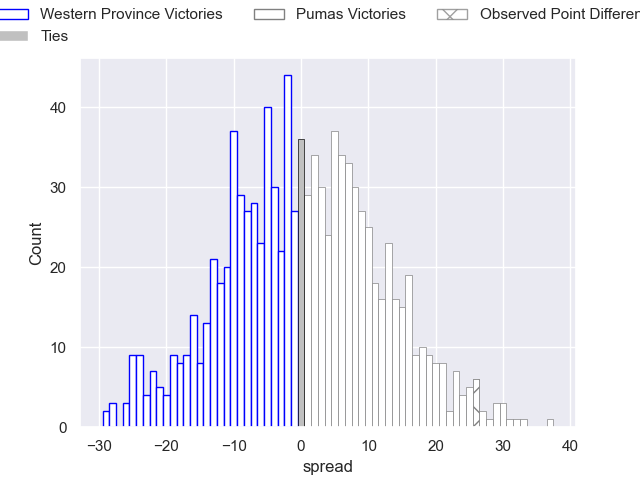 Western Province Victories Pumas Victories Observed Point
Ties
40
30
20
10
0
Count
−30 −20 −10 0 10 20 30 40
spread